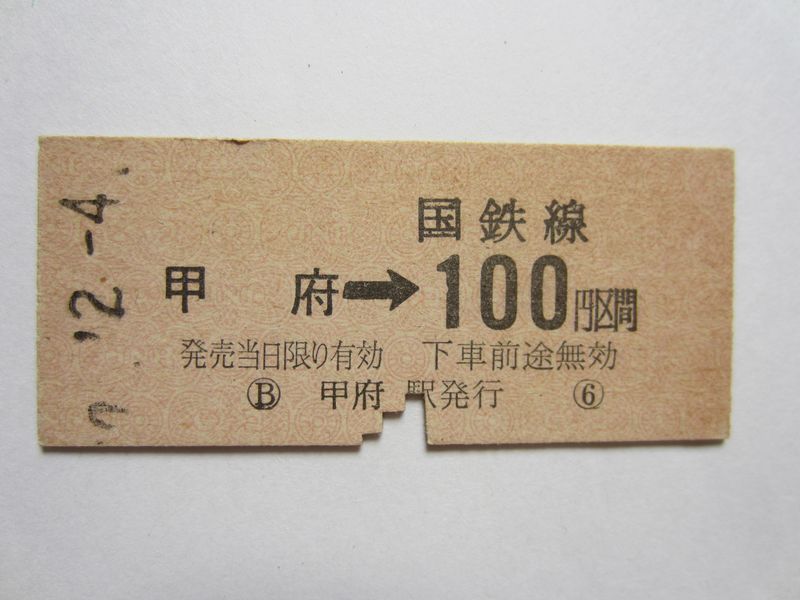 12.-4.
国鉄線
甲府→100円区間
発売当日限り有効 下車前途無効
Ⓑ 甲府駅発行 ⑥